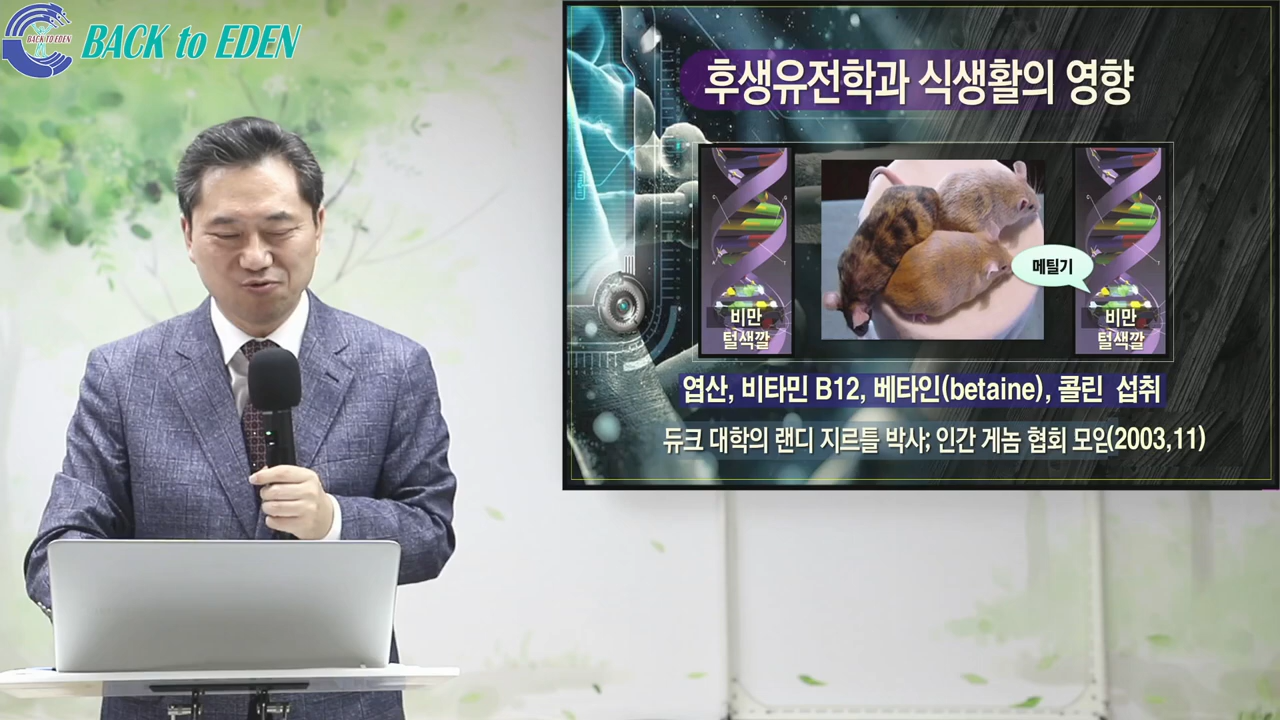 BACK TO EDEN
BACK to EDEN
후생유전학과 식생활의 영향
메틸기
비만
털색깔
비만
털색깔
엽산, 비타민 B12, 베타인(betaine), 콜린 섭취
듀크 대학의 랜디 지르틀 박사; 인간 게놈 협회 모임(2003,11)